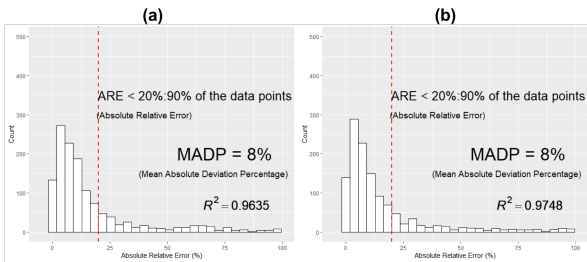 (a)
500
400
300
200
100
0
Count
ARE < 20%:90% of the data points
(Absolute Relative Error)
MADP = 8%
(Mean Absolute Deviation Percentage)
R² = 0.9635
0
25
50
75
100
Absolute Relative Error (%)
(b)
500
400
300
200
100
0
Count
ARE < 20%:90% of the data points
(Absolute Relative Error)
MADP = 8%
(Mean Absolute Deviation Percentage)
R² = 0.9748
0
25
50
75
100
Absolute Relative Error (%)